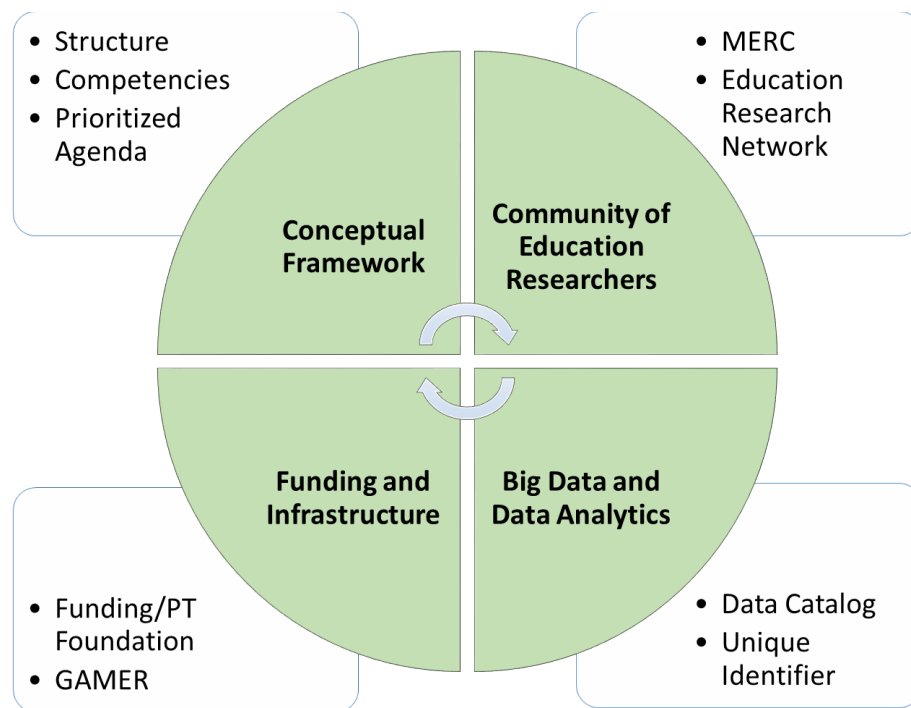 • Structure
• Competencies
• Prioritized
Agenda
• MERC
• Education
Research
Network
Conceptual
Framework
Community of
Education
Researchers
Funding and
Infrastructure
Big Data and
Data Analytics
• Funding/PT
Foundation
• GAMER
• Data Catalog
• Unique
Identifier